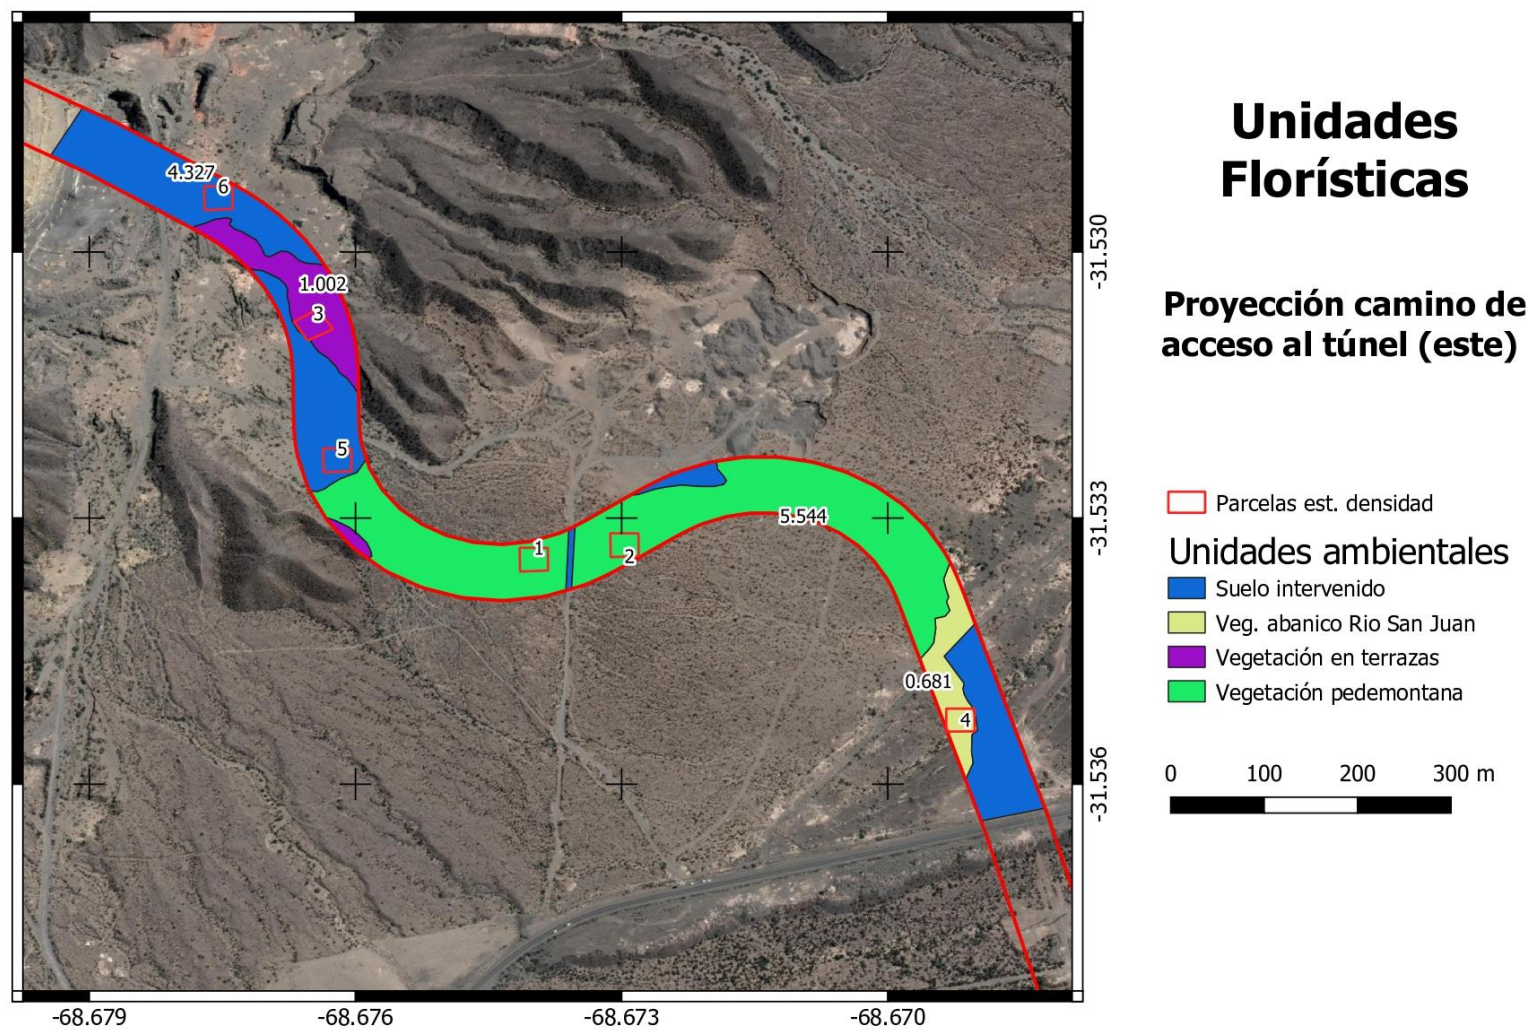 Unidades
Florísticas
Proyección camino de
acceso al túnel (este)
Parcelas est. densidad
Unidades ambientales
Suelo intervenido
Veg. abanico Rio San Juan
Vegetación en terrazas
Vegetación pedemontana
0 100 200 300 m
4.327
6
1.002
3
5
1
2
5.544
0.681
4
-31.530
-31.533
-31.536
-68.679 -68.676 -68.673 -68.670